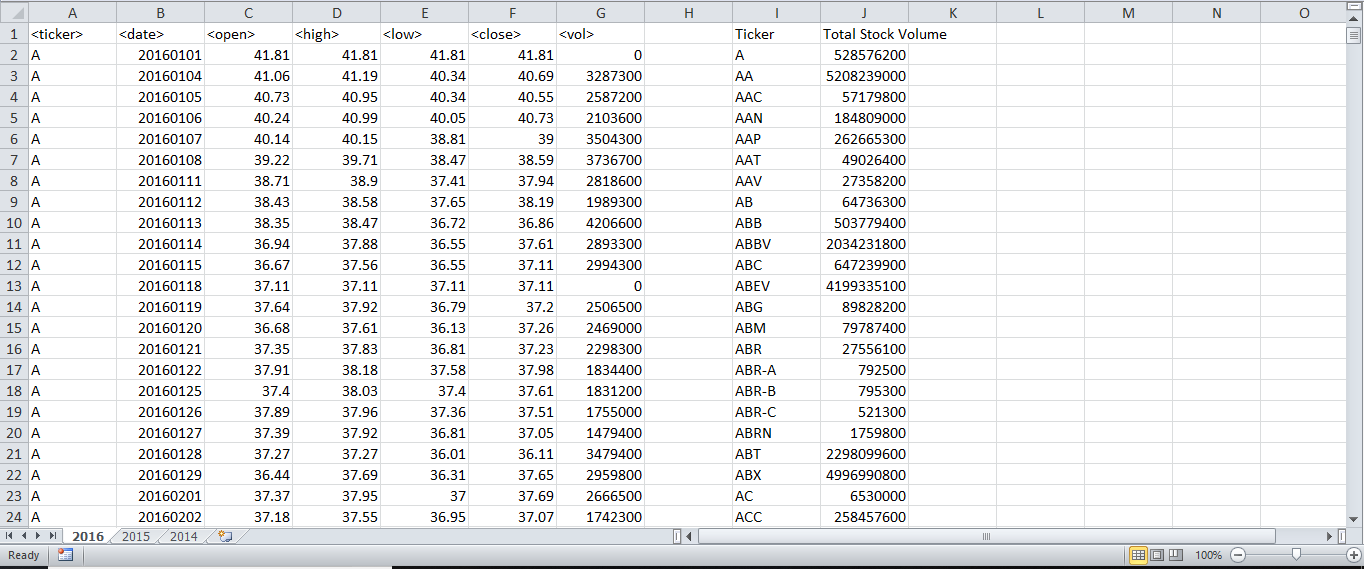 A B C D E F G H I J K L M N O
1 <ticker> <date> <open> <high> <low> <close> <vol> Ticker Total Stock Volume
2 A 20160101 41.81 41.81 41.81 41.81 0 A 528576200
3 A 20160104 41.06 41.19 40.34 40.69 3287300 AA 5208239000
4 A 20160105 40.73 40.95 40.34 40.55 2587200 AAC 57179800
5 A 20160106 40.24 40.99 40.05 40.73 2103600 AAN 184809000
6 A 20160107 40.14 40.15 38.81 39 3504300 AAP 262665300
7 A 20160108 39.22 39.71 38.47 38.59 3736700 AAT 49026400
8 A 20160111 38.71 38.9 37.41 37.94 2818600 AAV 27358200
9 A 20160112 38.43 38.58 37.65 38.19 1989300 AB 64736300
10 A 20160113 38.35 38.47 36.72 36.86 4206600 ABB 503779400
11 A 20160114 36.94 37.88 36.55 37.61 2893300 ABBV 2034231800
12 A 20160115 36.67 37.56 36.55 37.11 2994300 ABC 647239900
13 A 20160118 37.11 37.11 37.11 37.11 0 ABEV 4199335100
14 A 20160119 37.64 37.92 36.79 37.2 2506500 ABG 89828200
15 A 20160120 36.68 37.61 36.13 37.26 2469000 ABM 79787400
16 A 20160121 37.35 37.83 36.81 37.23 2298300 ABR 27556100
17 A 20160122 37.91 38.18 37.58 37.98 1834400 ABR-A 792500
18 A 20160125 37.4 38.03 37.4 37.61 1831200 ABR-B 795300
19 A 20160126 37.89 37.96 37.36 37.51 1755000 ABR-C 521300
20 A 20160127 37.39 37.92 36.81 37.05 1479400 ABRN 1759800
21 A 20160128 37.27 37.27 36.01 36.11 3479400 ABT 2298099600
22 A 20160129 36.44 37.69 36.31 37.65 2959800 ABX 4996990800
23 A 20160201 37.37 37.95 37 37.69 2666500 AC 6530000
24 A 20160202 37.18 37.55 36.95 37.07 1742300 ACC 258457600
2016 2015 2014
Ready 100%